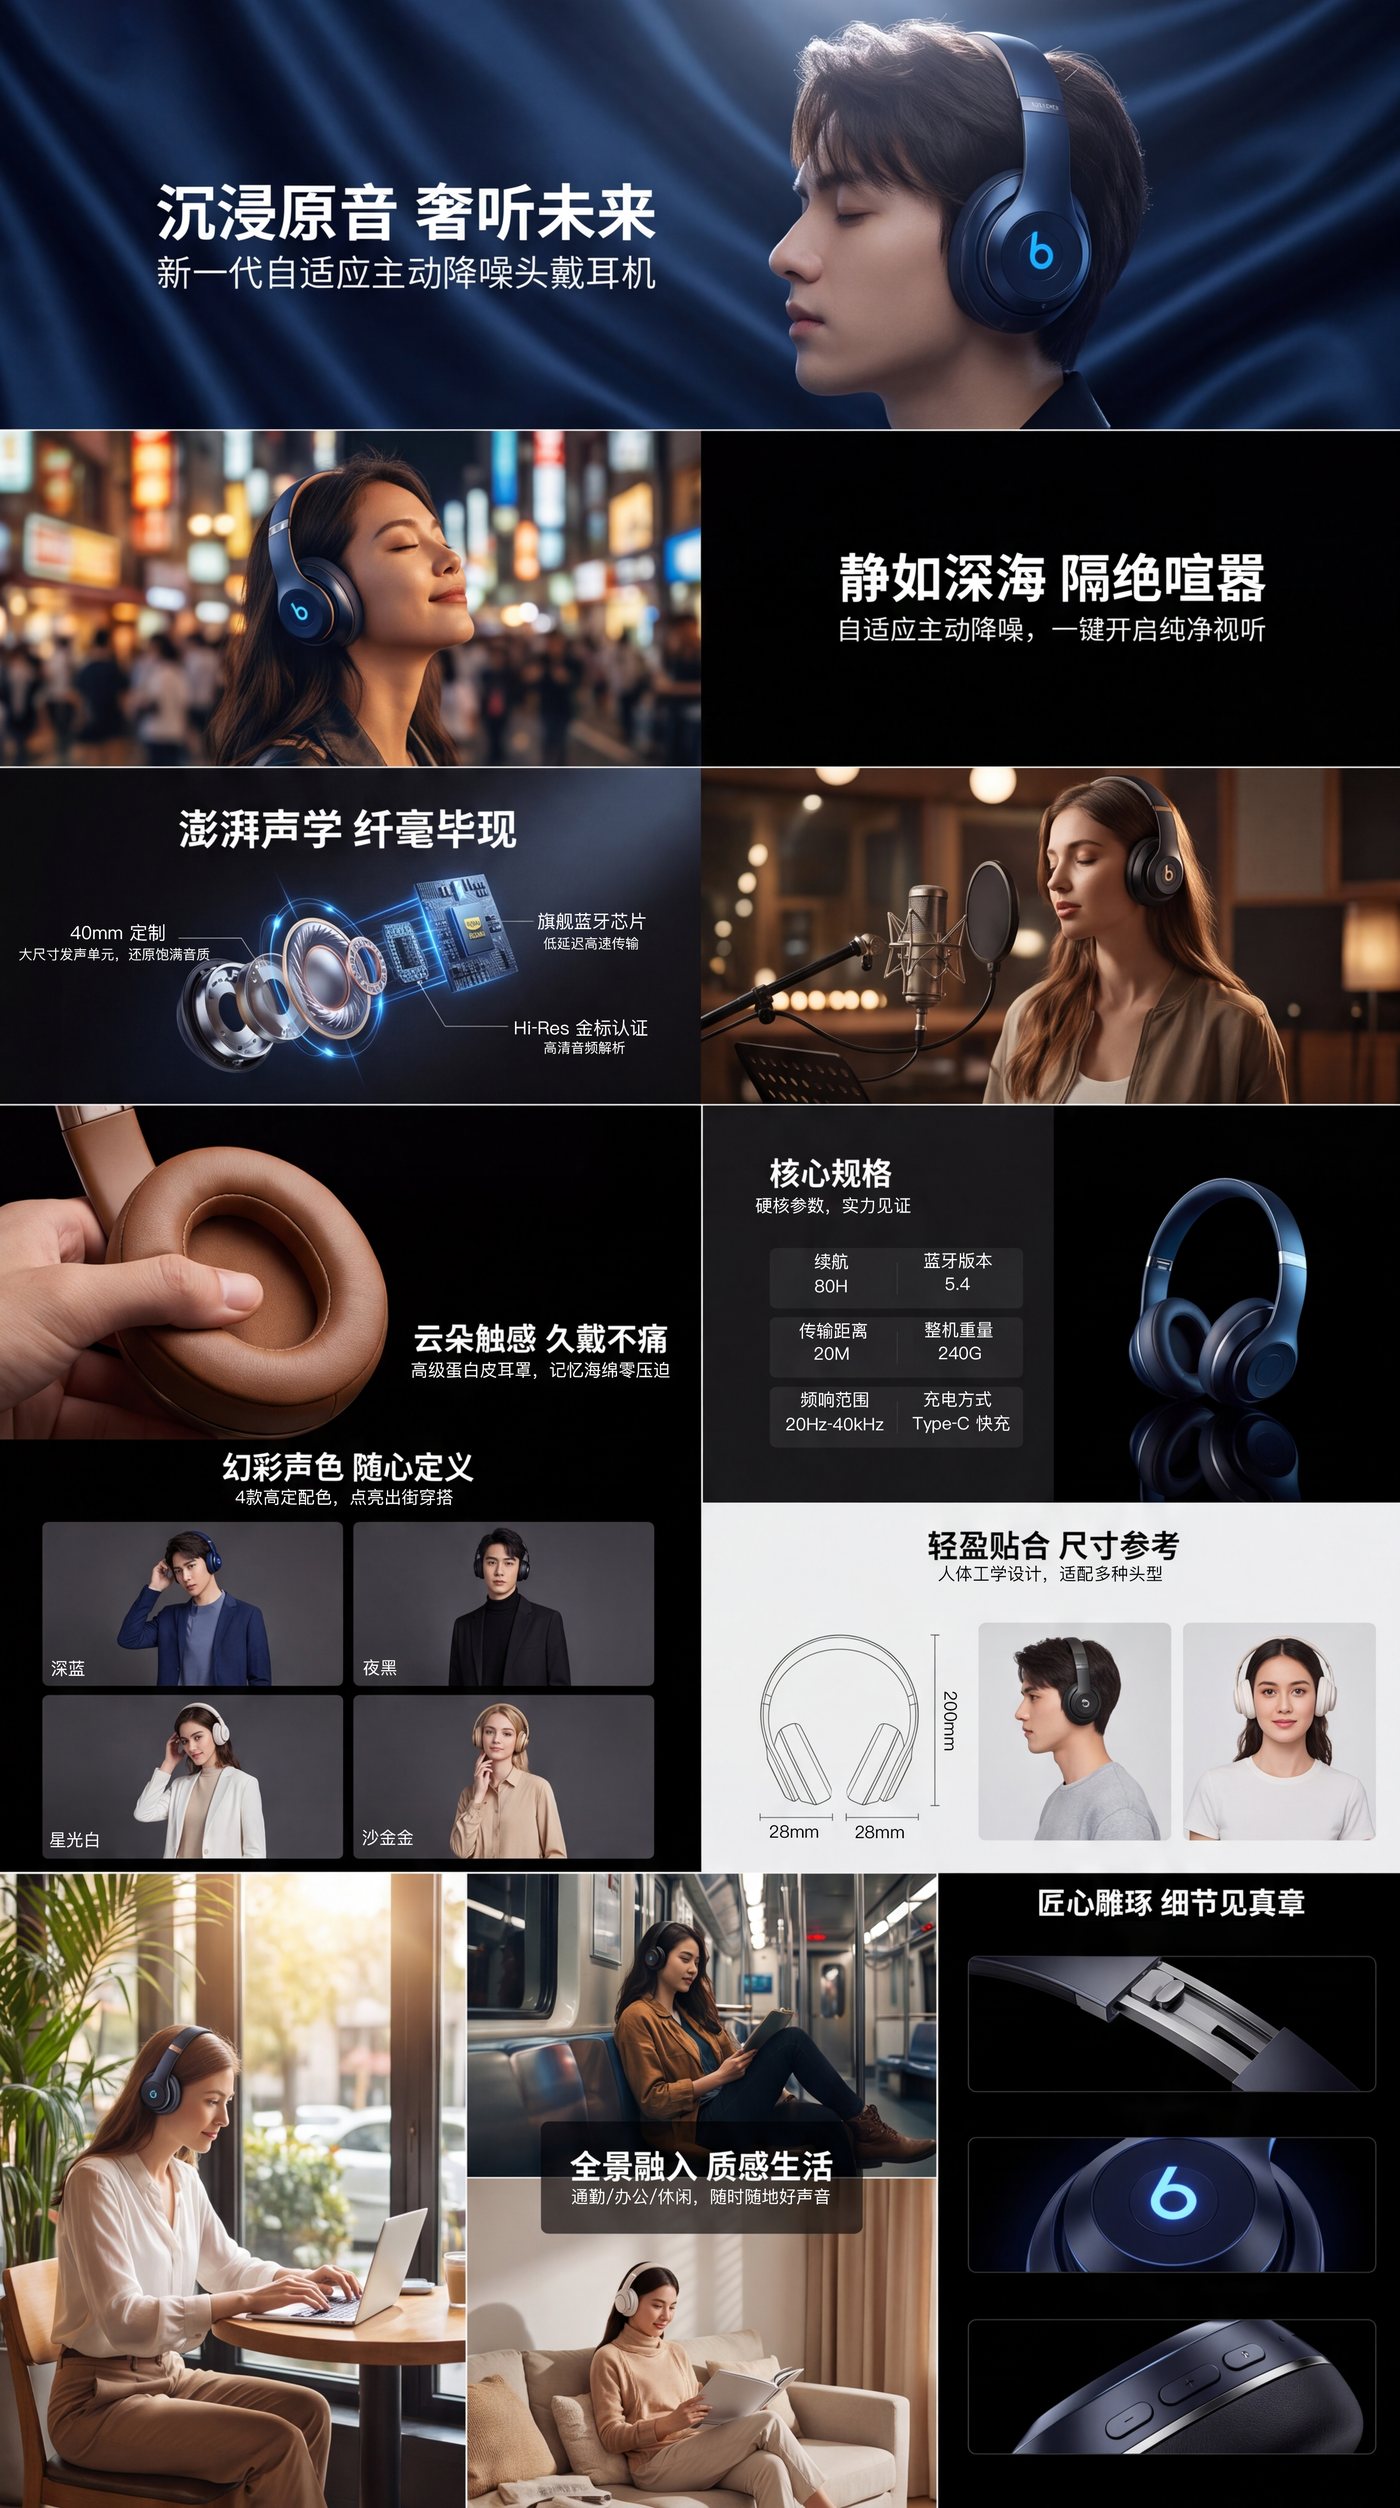 沉浸原音 奢听未来
新一代自适应主动降噪头戴耳机
b
b
静如深海 隔绝喧嚣
自适应主动降噪，一键开启纯净视听
澎湃声学 纤毫毕现
40mm 定制
大尺寸发声单元，还原饱满音质
旗舰蓝牙芯片
低延迟高速传输
Hi-Res 金标认证
高清音频解析
b
云朵触感 久戴不痛
高级蛋白皮耳罩，记忆海绵零压迫
核心规格
硬核参数，实力见证
续航
80H
蓝牙版本
5.4
传输距离
20M
整机重量
240G
频响范围
20Hz-40kHz
充电方式
Type-C 快充
幻彩声色 随心定义
4款高定配色，点亮出街穿搭
深蓝
夜黑
星光白
沙金金
轻盈贴合 尺寸参考
人体工学设计，适配多种头型
200mm
28mm
28mm
全景融入 质感生活
通勤/办公/休闲，随时随地好声音
匠心雕琢 细节见真章
b